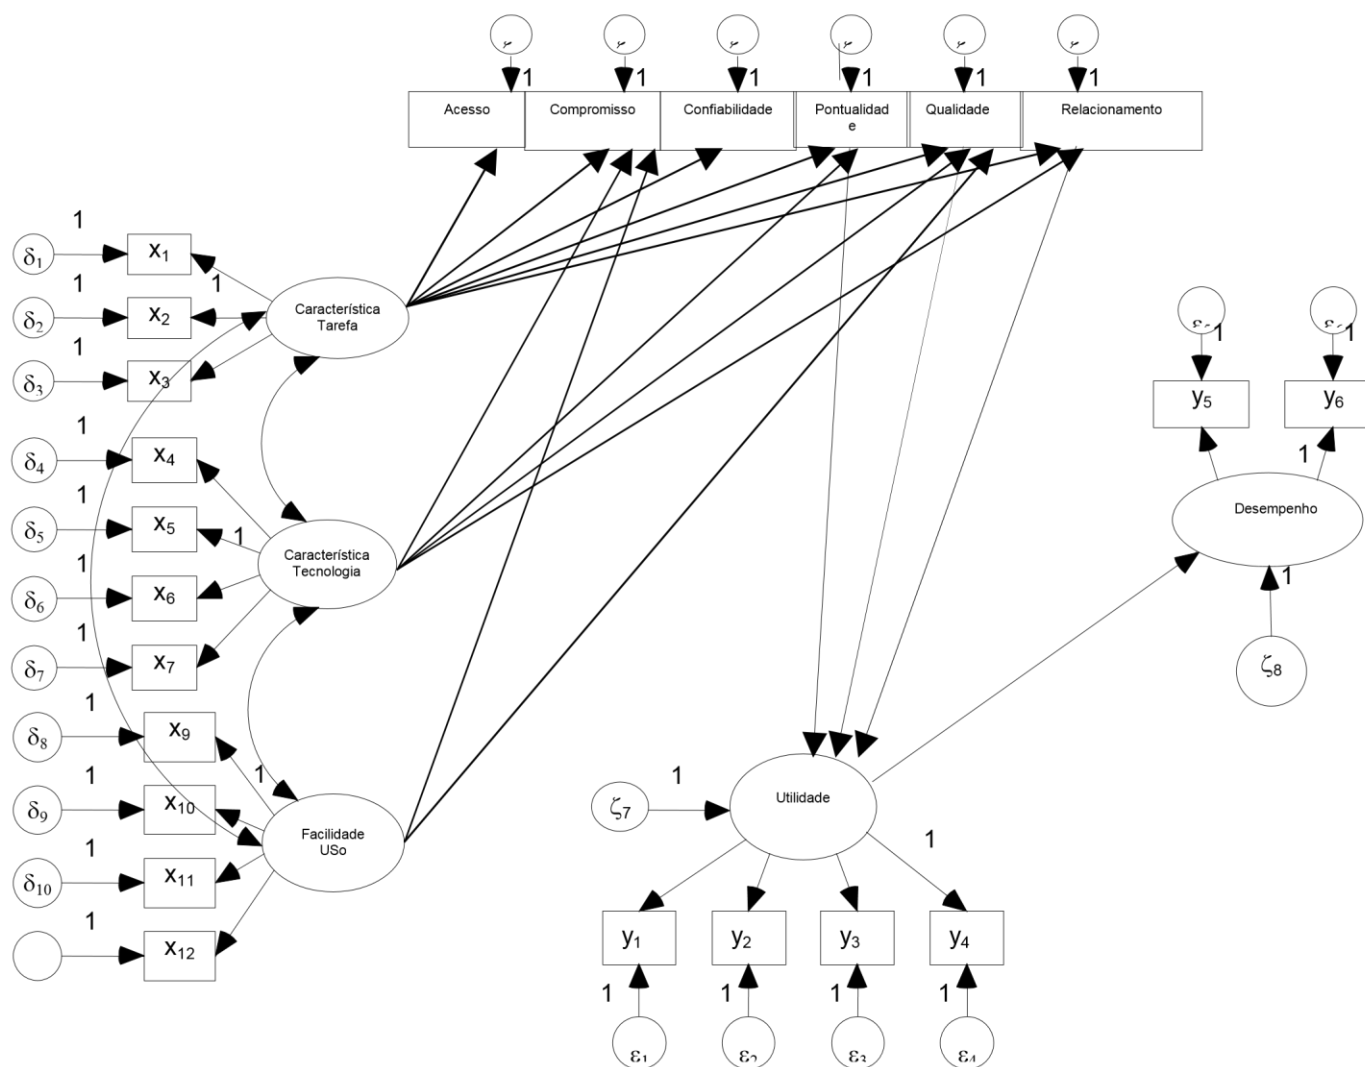 1 1 1 1 1 1
Acesso Compromisso Confiabilidade Pontualidad Qualidade Relacionamento
e
1
δ1 x1
1 1
δ2 x2
Característica
Tarefa
1
δ3 x3
1
δ4 x4
1
δ5 x5
1
Característica
Tecnologia
1
δ6 x6
1
δ7 x7
1
δ8 x9
1
1
δ9 x10
Facilidade
USo
1
δ10 x11
1
x12
1 1
y5 y6
1
Desempenho
1
ζ8
1
ζ7
Utilidade
1
y1 y2 y3 y4
1 1 1 1
ε1 ε2 ε3 ε4